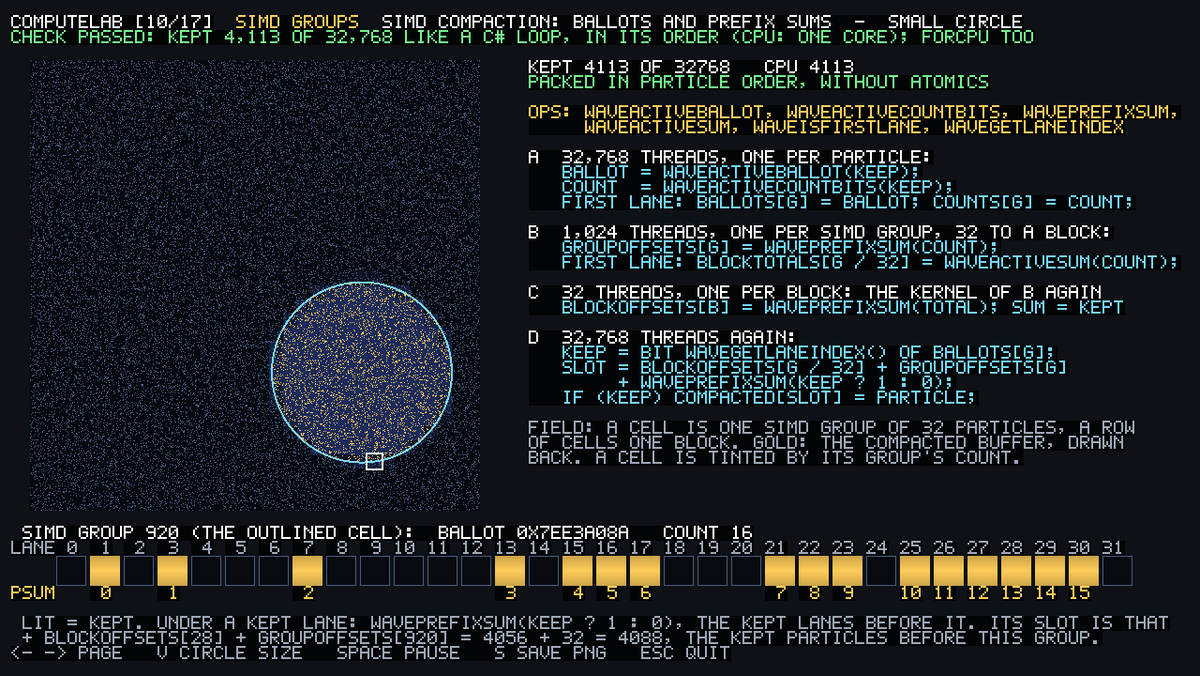 COMPUTELAB [10/17]  SIMD GROUPS  SIMD COMPACTION: BALLOTS AND PREFIX SUMS  -  SMALL CIRCLE
CHECK PASSED: KEPT 4,113 OF 32,768 LIKE A C# LOOP, IN ITS ORDER (CPU: ONE CORE); FORCPU TOO
KEPT 4113 OF 32768   CPU 4113
PACKED IN PARTICLE ORDER, WITHOUT ATOMICS
OPS: WAVEACTIVEBALLOT, WAVEACTIVECOUNTBITS, WAVEPREFIXSUM,
WAVEACTIVESUM, WAVEISFIRSTLANE, WAVEGETLANEINDEX
A  32,768 THREADS, ONE PER PARTICLE:
BALLOT = WAVEACTIVEBALLOT(KEEP);
COUNT  = WAVEACTIVECOUNTBITS(KEEP);
FIRST LANE: BALLOTS[G] = BALLOT; COUNTS[G] = COUNT;
B  1,024 THREADS, ONE PER SIMD GROUP, 32 TO A BLOCK:
GROUPOFFSETS[G] = WAVEPREFIXSUM(COUNT);
FIRST LANE: BLOCKTOTALS[G / 32] = WAVEACTIVESUM(COUNT);
C  32 THREADS, ONE PER BLOCK: THE KERNEL OF B AGAIN
BLOCKOFFSETS[B] = WAVEPREFIXSUM(TOTAL); SUM = KEPT
D  32,768 THREADS AGAIN:
KEEP = BIT WAVEGETLANEINDEX() OF BALLOTS[G];
SLOT = BLOCKOFFSETS[G / 32] + GROUPOFFSETS[G]
+ WAVEPREFIXSUM(KEEP ? 1 : 0);
IF (KEEP) COMPACTED[SLOT] = PARTICLE;
FIELD: A CELL IS ONE SIMD GROUP OF 32 PARTICLES, A ROW
OF CELLS ONE BLOCK. GOLD: THE COMPACTED BUFFER, DRAWN
BACK. A CELL IS TINTED BY ITS GROUP'S COUNT.
SIMD GROUP 920 (THE OUTLINED CELL):  BALLOT 0X7EE3A08A   COUNT 16
LANE 0 1 2 3 4 5 6 7 8 9 10 11 12 13 14 15 16 17 18 19 20 21 22 23 24 25 26 27 28 29 30 31
PSUM 0 1 2 3 4 5 6 7 8 9 10 11 12 13 14 15
LIT = KEPT. UNDER A KEPT LANE: WAVEPREFIXSUM(KEEP ? 1 : 0), THE KEPT LANES BEFORE IT. ITS SLOT IS THAT
+ BLOCKOFFSETS[28] + GROUPOFFSETS[920] = 4056 + 32 = 4088, THE KEPT PARTICLES BEFORE THIS GROUP.
<- -> PAGE   V CIRCLE SIZE   SPACE PAUSE   S SAVE PNG   ESC QUIT